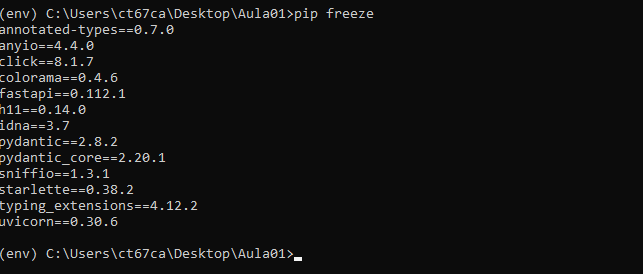 (env) C:\Users\ct67ca\Desktop\Aula01>pip freeze
annotated-types==0.7.0
anyio==4.4.0
click==8.1.7
colorama==0.4.6
fastapi==0.112.1
h11==0.14.0
idna==3.7
pydantic==2.8.2
pydantic_core==2.20.1
sniffio==1.3.1
starlette==0.38.2
typing_extensions==4.12.2
uvicorn==0.30.6
(env) C:\Users\ct67ca\Desktop\Aula01>